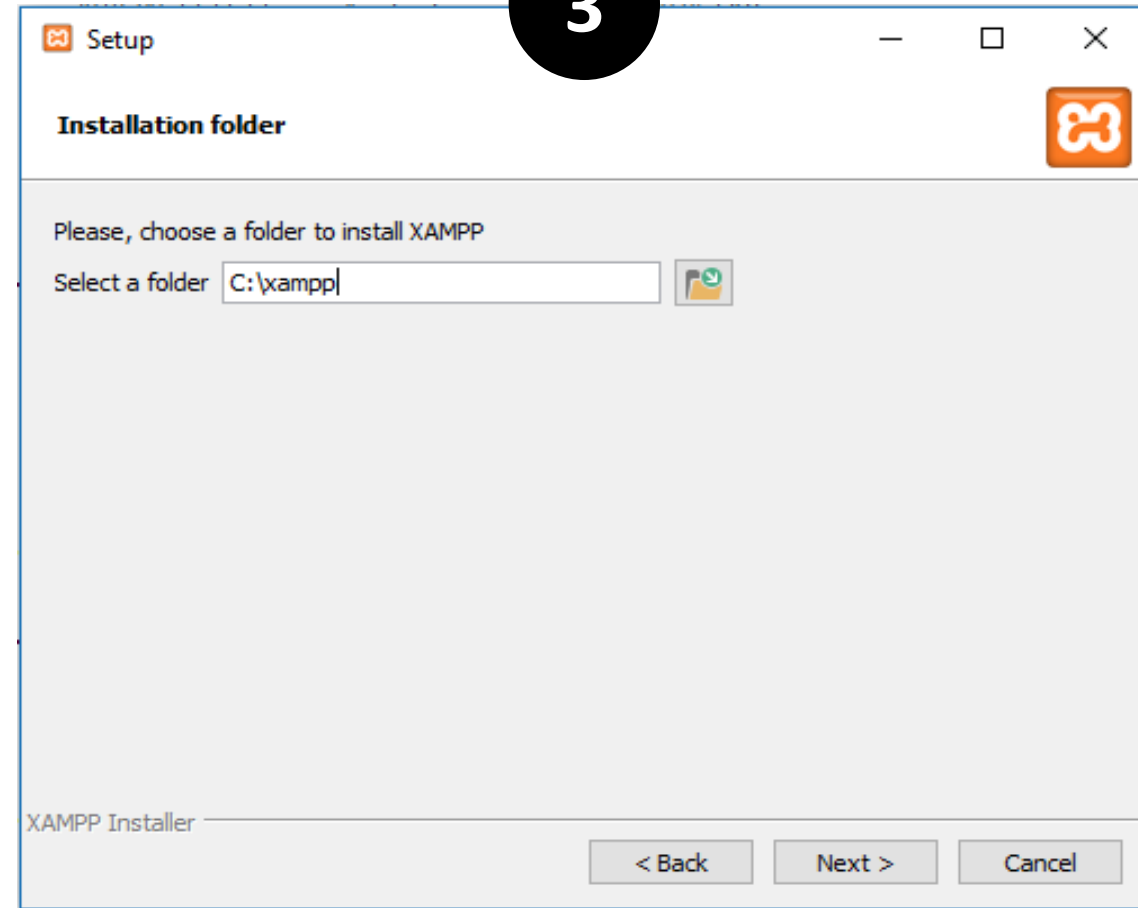 3
Setup
Installation folder
Please, choose a folder to install XAMPP
Select a folder C:\xampp
XAMPP Installer
< Back Next > Cancel